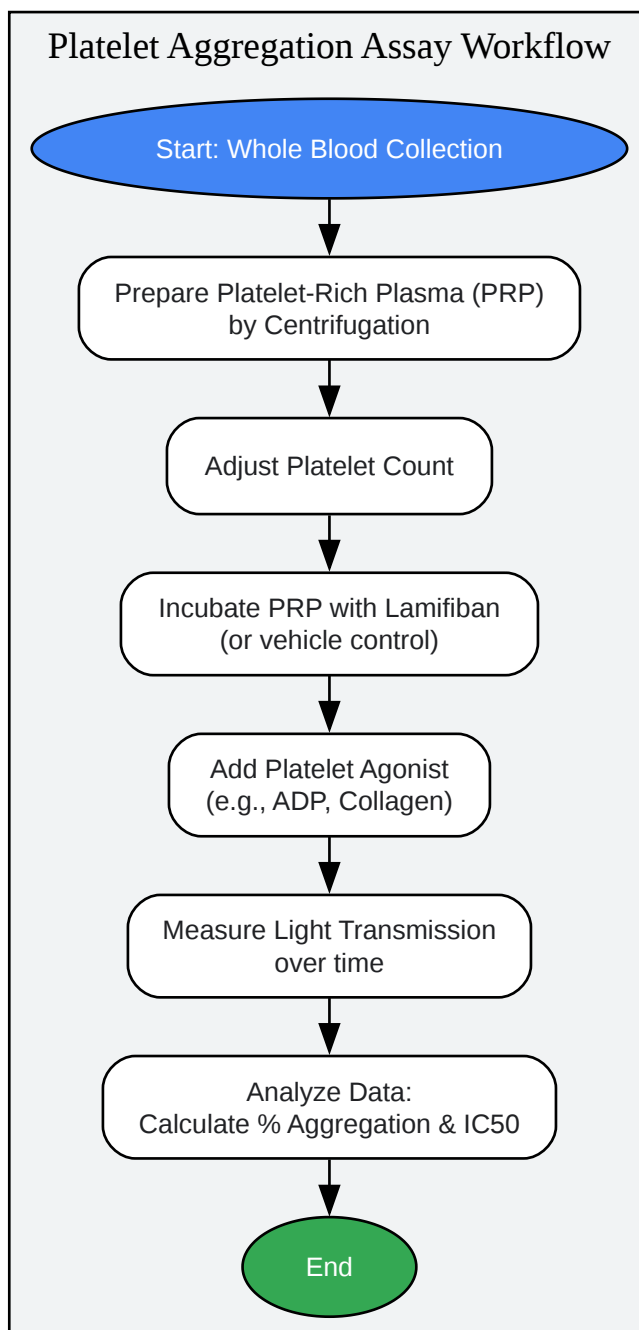 Platelet Aggregation Assay Workflow
Start: Whole Blood Collection
Prepare Platelet-Rich Plasma (PRP)
by Centrifugation
Adjust Platelet Count
Incubate PRP with Lamifiban
(or vehicle control)
Add Platelet Agonist
(e.g., ADP, Collagen)
Measure Light Transmission
over time
Analyze Data:
Calculate % Aggregation & IC50
End